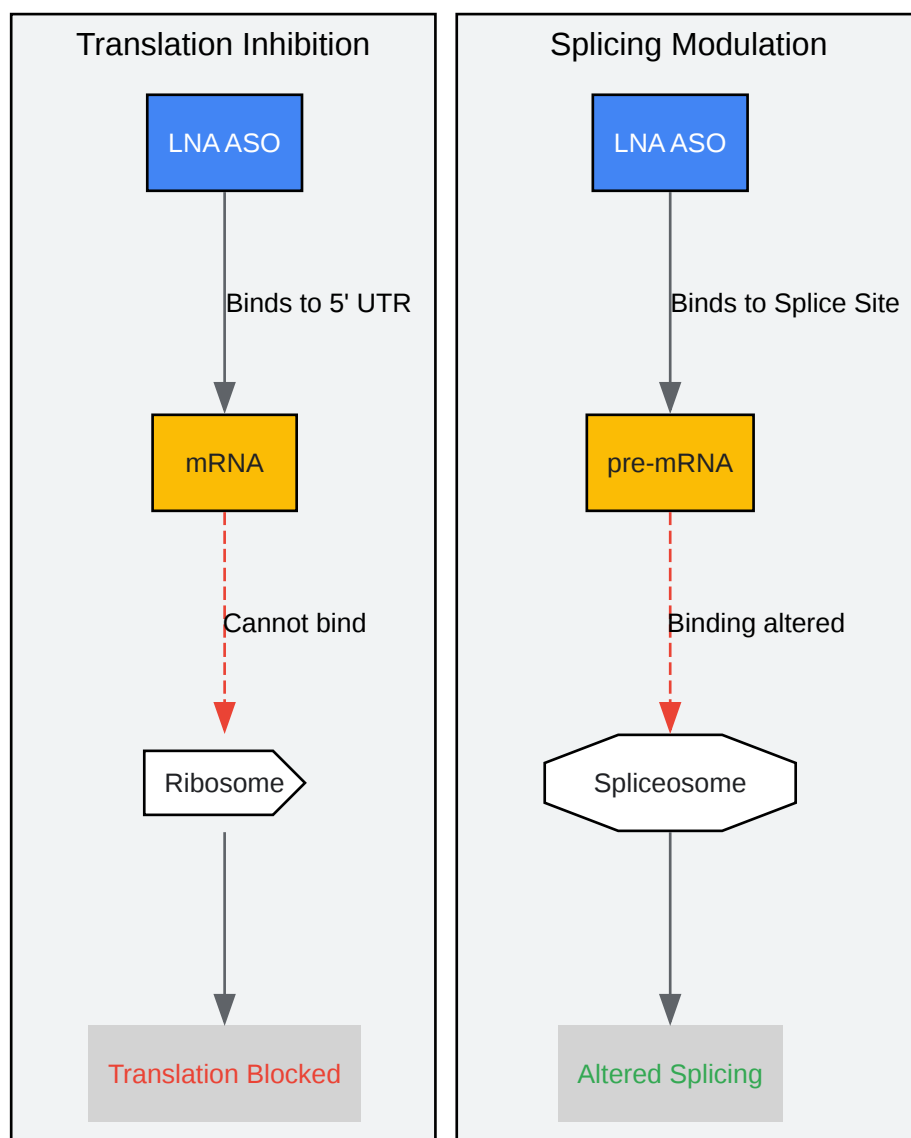 Translation Inhibition
LNA ASO
Binds to 5' UTR
mRNA
Cannot bind
Ribosome
Translation Blocked
Splicing Modulation
LNA ASO
Binds to Splice Site
pre-mRNA
Binding altered
Spliceosome
Altered Splicing